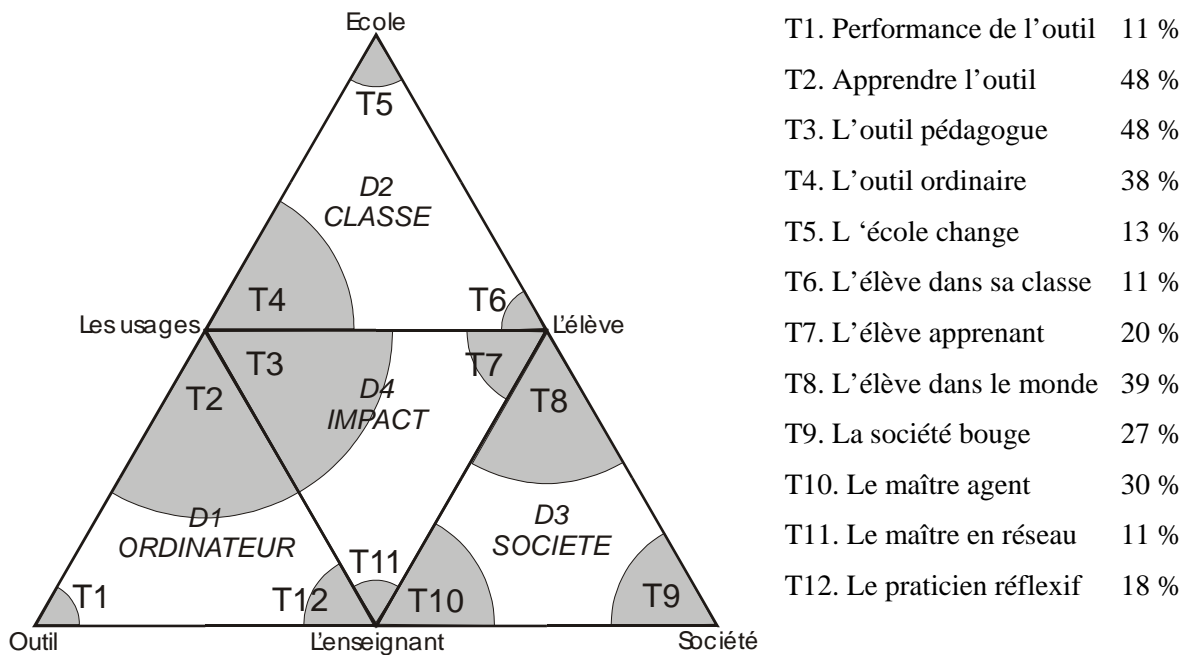 Ecole
T5
D2
CLASSE
T4
T6
Les usages
L'élève
T3
T7
T2
D4
T8
IMPACT
D1
D3
ORDINATEUR
SOCIETE
T11
T1
T12
T10
T9
Outil
L'enseignant
Société
T1. Performance de l'outil 11 %
T2. Apprendre l'outil 48 %
T3. L'outil pédagogue 48 %
T4. L'outil ordinaire 38 %
T5. L 'école change 13 %
T6. L'élève dans sa classe 11 %
T7. L'élève apprenant 20 %
T8. L'élève dans le monde 39 %
T9. La société bouge 27 %
T10. Le maître agent 30 %
T11. Le maître en réseau 11 %
T12. Le praticien réflexif 18 %